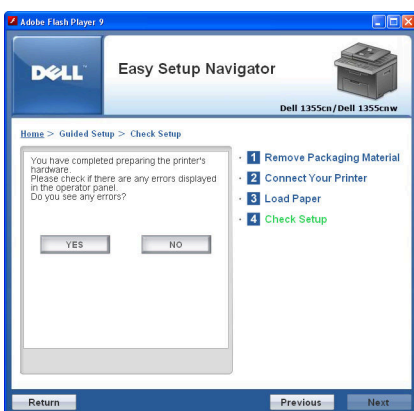 Adobe Flash Player 9
DELL™
Easy Setup Navigator
Dell 1355cn/Dell 1355cnw
Home > Guided Setup > Check Setup
You have completed preparing the printer's
hardware.
Please check if there are any errors displayed
in the operator panel.
Do you see any errors?
YES
NO
1 Remove Packaging Material
2 Connect Your Printer
3 Load Paper
4 Check Setup
Return
Previous
Next